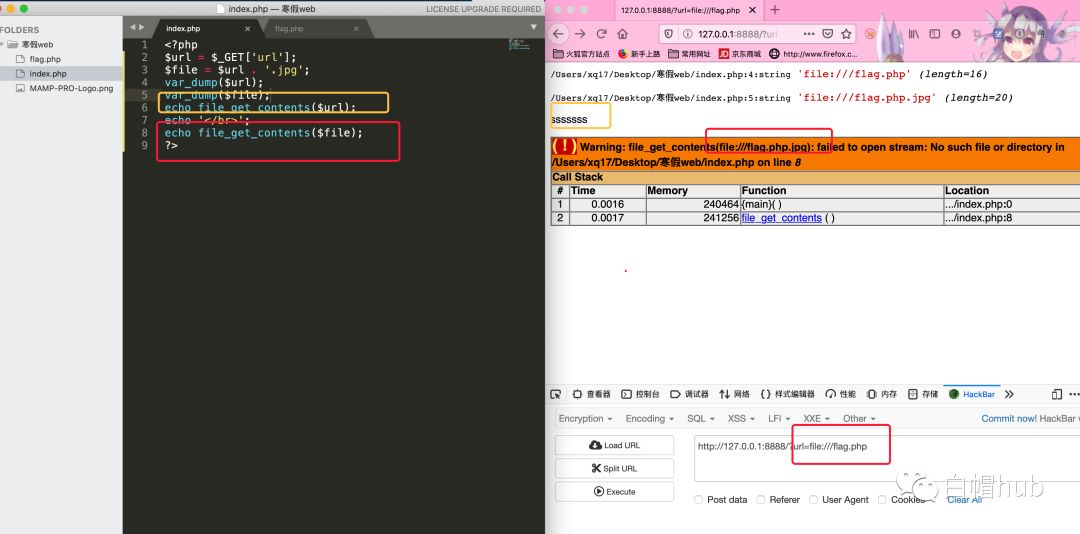 index.php — 寒假web
LICENSE UPGRADE REQUIRED
FOLDERS
寒假web
flag.php
index.php
MAMP-PRO-Logo.png
index.php
flag.php
1 <?php
2 $url = $_GET['url'];
3 $file = $url . '.jpg';
4 var_dump($url);
5 var_dump($file);
6 echo file_get_contents($url);
7 echo '</br>';
8 echo file_get_contents($file);
9 ?>
127.0.0.1:8888/?url=file:///flag.php
127.0.0.1:8888/?url
火狐官方站点 新手上路 常用网址 JD 京东商城 http://www.firefox.c...
/Users/xq17/Desktop/寒假web/index.php:4:string 'file:///flag.php' (length=16)
/Users/xq17/Desktop/寒假web/index.php:5:string 'file:///flag.php.jpg' (length=20)
sssssss
( ! ) Warning: file_get_contents(file:///flag.php.jpg): failed to open stream: No such file or directory in
/Users/xq17/Desktop/寒假web/index.php on line 8
Call Stack
# Time Memory Function Location
1 0.0016 240464 {main}( ) .../index.php:0
2 0.0017 241256 file_get_contents ( ) .../index.php:8
查看器 控制台 调试器 网络 样式编辑器 性能 内存 存储 HackBar
Encryption Encoding SQL XSS LFI XXE Other Commit now! HackBar
Load URL
Split URL
Execute
http://127.0.0.1:8888/?url=file:///flag.php
Post data Referer User Agent Cookies Clear All
白帽hub